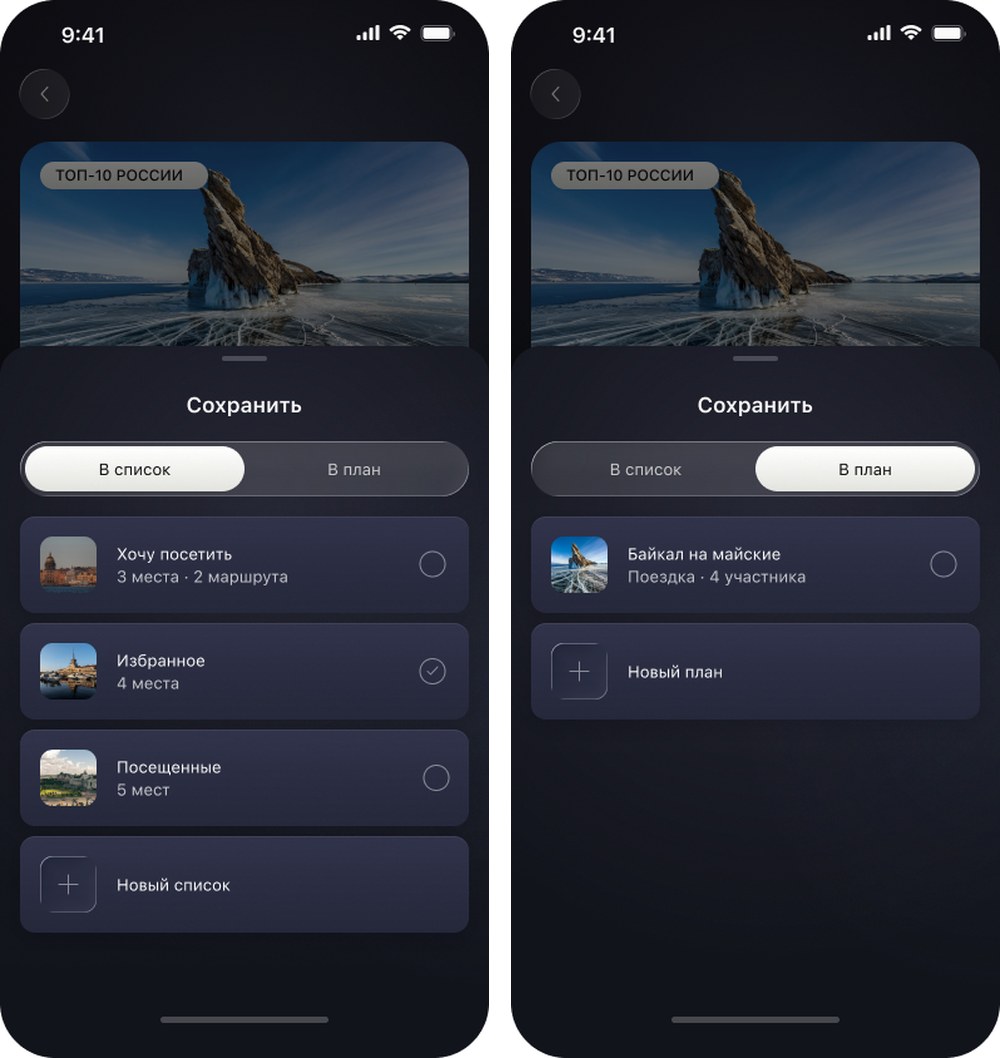 9:41
ТОП-10 РОССИИ
Сохранить
В список
В план
Хочу посетить
3 места · 2 маршрута
Избранное
4 места
Посещенные
5 мест
Новый список
9:41
ТОП-10 РОССИИ
Сохранить
В список
В план
Байкал на майские
Поездка · 4 участника
Новый план